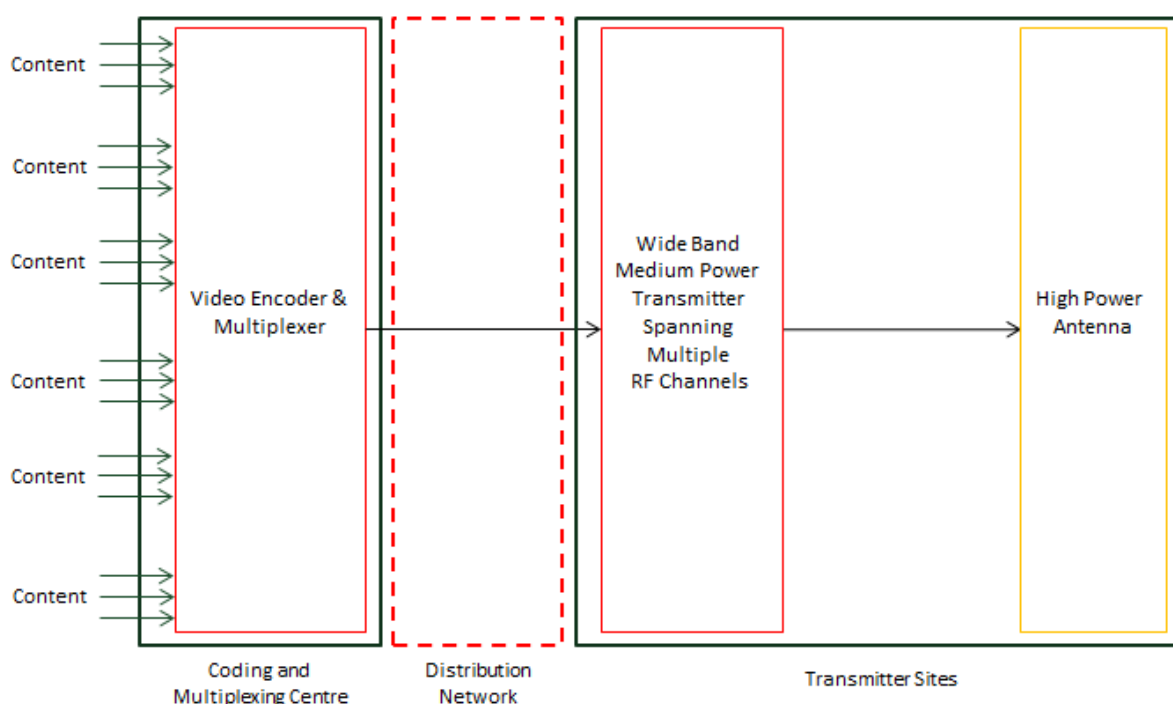 Content
Content
Content
Content
Content
Content
Video Encoder &
Multiplexer
Wide Band
Medium Power
Transmitter
Spanning
Multiple
RF Channels
High Power
Antenna
Coding and
Multiplexing Centre
Distribution
Network
Transmitter Sites